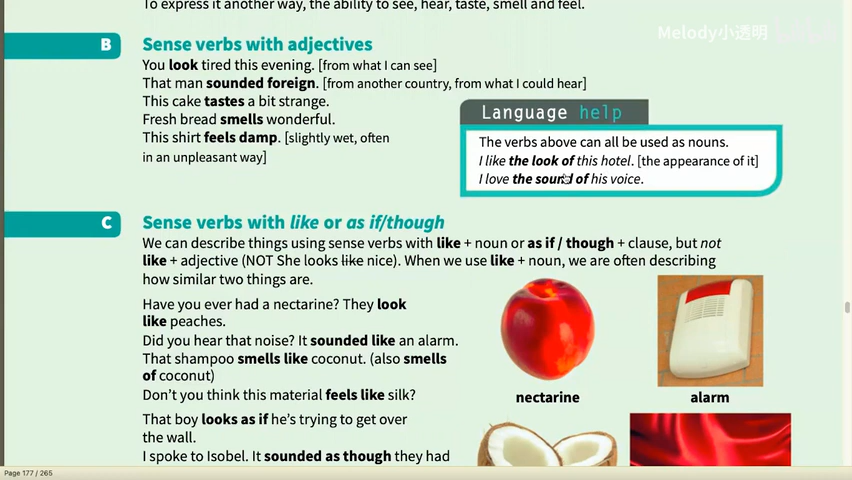 To express it another way, the ability to see, hear, taste, smell and feel.
Melody小透明
B
Sense verbs with adjectives
You look tired this evening. [from what I can see]
That man sounded foreign. [from another country, from what I could hear]
This cake tastes a bit strange.
Fresh bread smells wonderful.
This shirt feels damp. [slightly wet, often
in an unpleasant way]
Language help
The verbs above can all be used as nouns.
I like the look of this hotel. [the appearance of it]
I love the sound of his voice.
C
Sense verbs with like or as if/though
We can describe things using sense verbs with like + noun or as if / though + clause, but not
like + adjective (NOT She looks like nice). When we use like + noun, we are often describing
how similar two things are.
Have you ever had a nectarine? They look
like peaches.
Did you hear that noise? It sounded like an alarm.
That shampoo smells like coconut. (also smells
of coconut)
Don't you think this material feels like silk?
That boy looks as if he's trying to get over
the wall.
I spoke to Isobel. It sounded as though they had
nectarine
alarm
Page 177 / 265